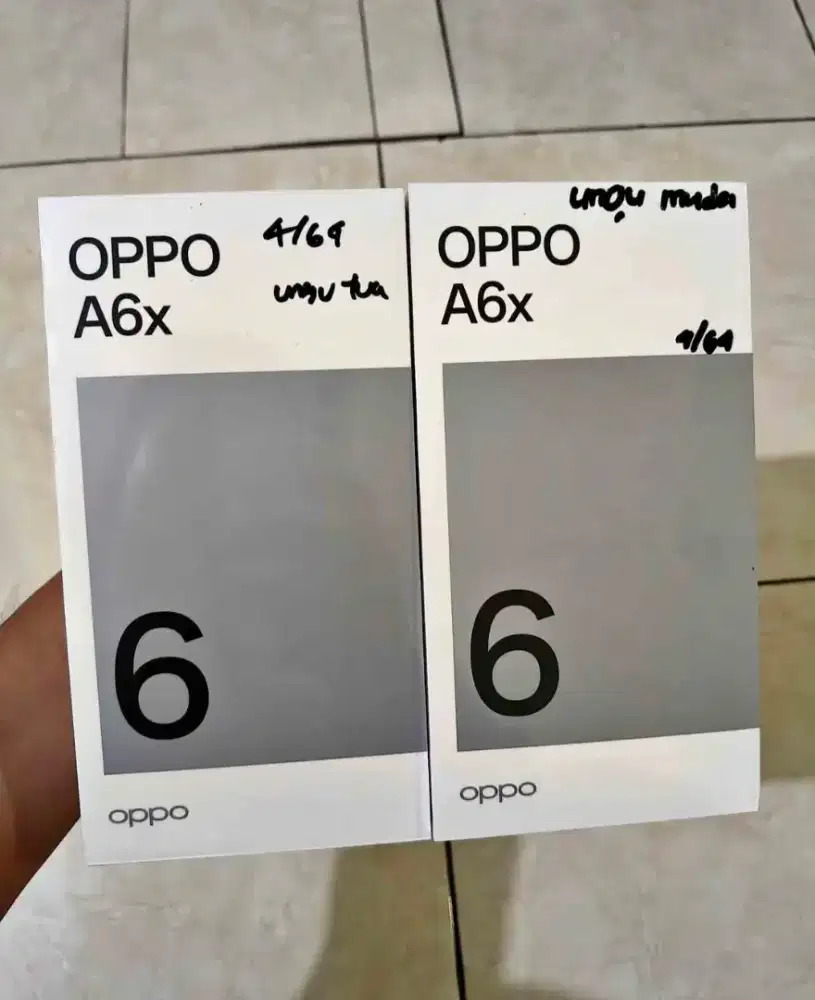 OPPO
A6x
4/64
ungu tua
6
oppo
ungu muda
OPPO
A6x
4/64
6
oppo